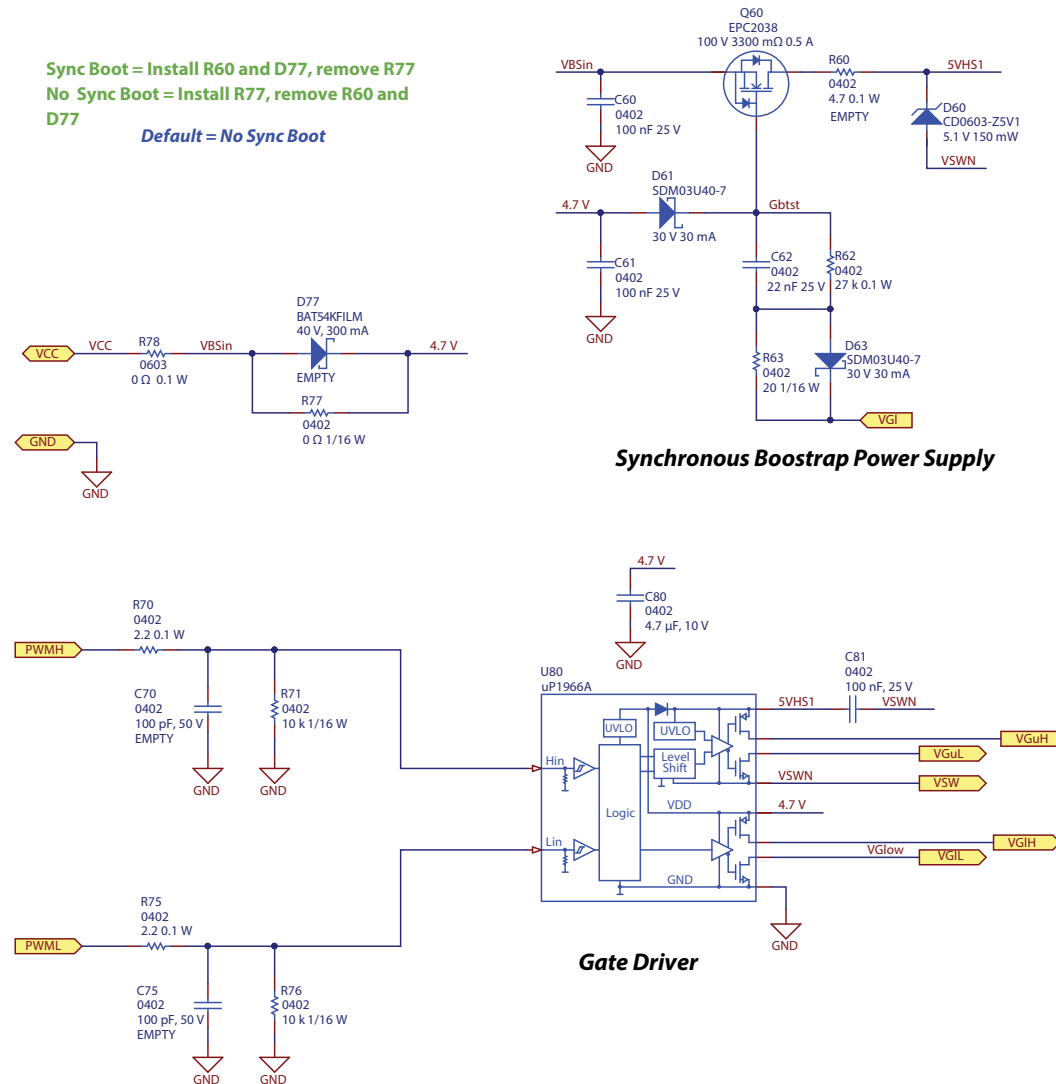 Sync Boot = Install R60 and D77, remove R77
No Sync Boot = Install R77, remove R60 and
D77
Default = No Sync Boot
Q60
EPC2038
100 V 3300 mΩ 0.5 A
VBSin
R60
0402
4.7 0.1 W
EMPTY
5VHS1
C60
0402
100 nF 25 V
GND
D60
CD0603-Z5V1
5.1 V 150 mW
VSWN
D61
SDM03U40-7
30 V 30 mA
4.7 V
Gbtst
C61
0402
100 nF 25 V
GND
C62
0402
22 nF 25 V
R62
0402
27 k 0.1 W
R63
0402
20 1/16 W
D63
SDM03U40-7
30 V 30 mA
VGl
Synchronous Boostrap Power Supply
VCC
VCC
R78
0603
0 Ω 0.1 W
VBSin
D77
BAT54KFILM
40 V, 300 mA
EMPTY
4.7 V
R77
0402
0 Ω 1/16 W
GND
GND
4.7 V
C80
0402
4.7 µF, 10 V
GND
PWMH
R70
0402
2.2 0.1 W
C70
0402
100 pF, 50 V
EMPTY
GND
R71
0402
10 k 1/16 W
GND
U80
uP1966A
UVLO
UVLO
Level
Shift
Hin
Logic
Lin
VDD
GND
5VHS1
C81
0402
100 nF, 25 V
VSWN
VGuH
VGuL
VSWN
VSW
4.7 V
VGlH
VGlow
VGlL
GND
Gate Driver
PWML
R75
0402
2.2 0.1 W
C75
0402
100 pF, 50 V
EMPTY
GND
R76
0402
10 k 1/16 W
GND